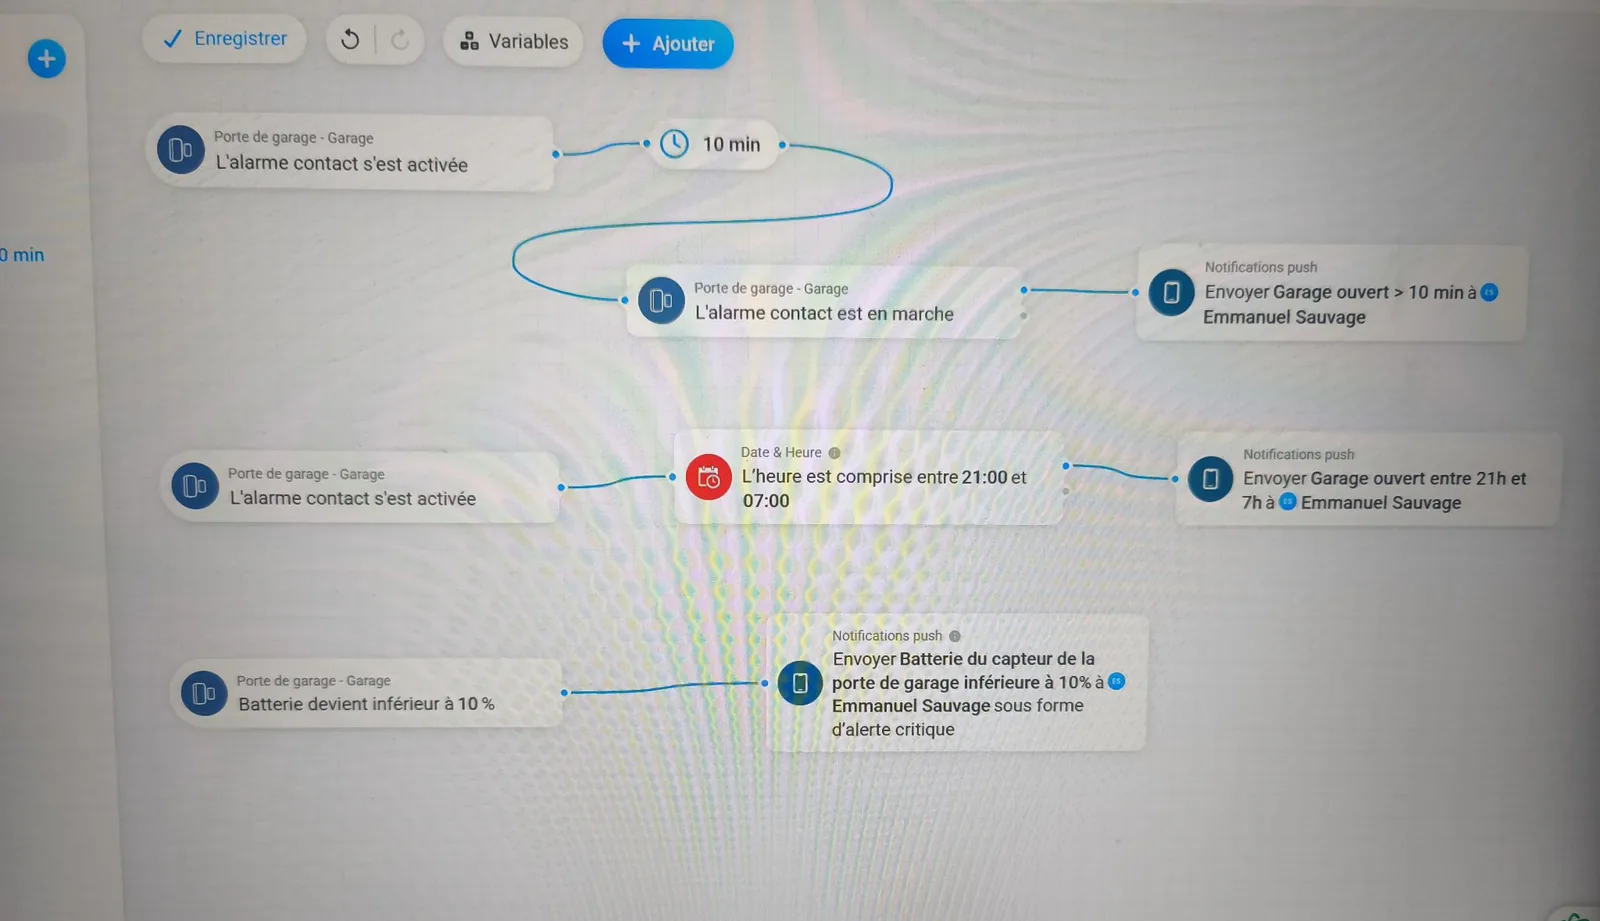 Enregistrer
Variables
Ajouter
Porte de garage - Garage
L'alarme contact s'est activée
10 min
0 min
Porte de garage - Garage
L'alarme contact est en marche
Notifications push
Envoyer Garage ouvert > 10 min à ES
Emmanuel Sauvage
Porte de garage - Garage
L'alarme contact s'est activée
Date & Heure
L'heure est comprise entre 21:00 et
07:00
Notifications push
Envoyer Garage ouvert entre 21h et
7h à ES Emmanuel Sauvage
Porte de garage - Garage
Batterie devient inférieur à 10 %
Notifications push
Envoyer Batterie du capteur de la
porte de garage inférieure à 10% à ES
Emmanuel Sauvage sous forme
d'alerte critique